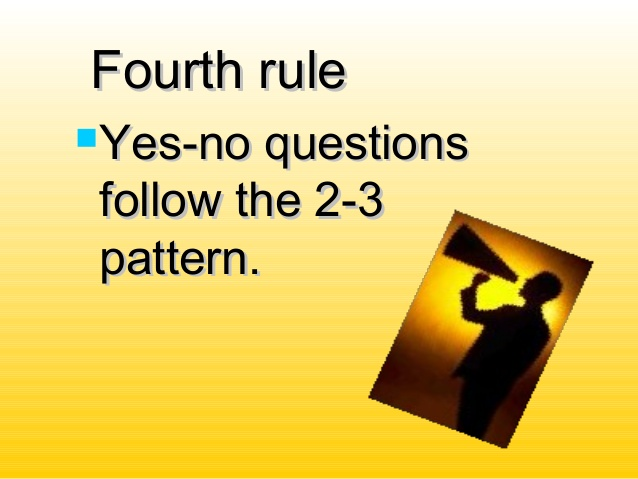 Fourth rule
Yes-no questions
follow the 2-3
pattern.